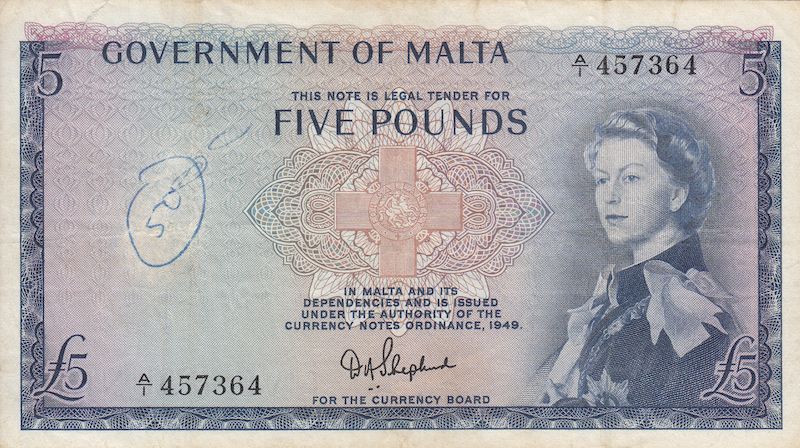 5 GOVERNMENT OF MALTA A/1 457364 5
THIS NOTE IS LEGAL TENDER FOR
FIVE POUNDS
IN MALTA AND ITS
DEPENDENCIES AND IS ISSUED
UNDER THE AUTHORITY OF THE
CURRENCY NOTES ORDINANCE, 1949.
D A Shepherd
£5 A/1 457364 FOR THE CURRENCY BOARD £5